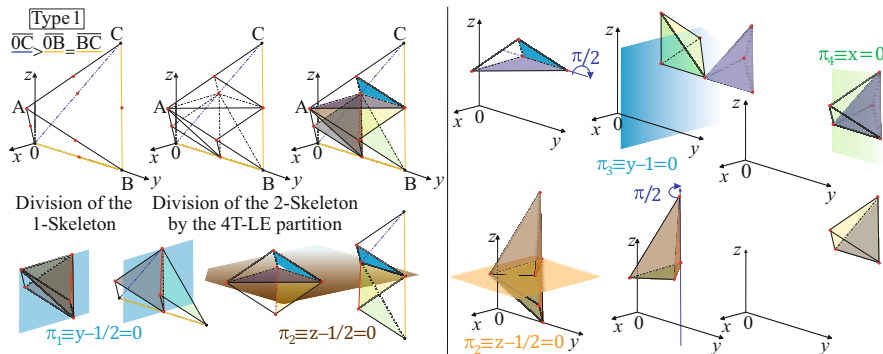 Type 1
0C > 0B = BC
C C C
z z z
A A A
x 0 x 0 x 0
B y B y B y
Division of the
1-Skeleton
Division of the 2-Skeleton
by the 4T-LE partition
π₁≡y−1/2=0
π₂≡z−1/2=0
z
π/2
x 0
y
z
x 0
y
π₃≡y−1=0
π₄≡x=0
z
x 0
y
z
x 0
y
π₂≡z−1/2=0
π/2
z
x 0
y
z
x 0
y